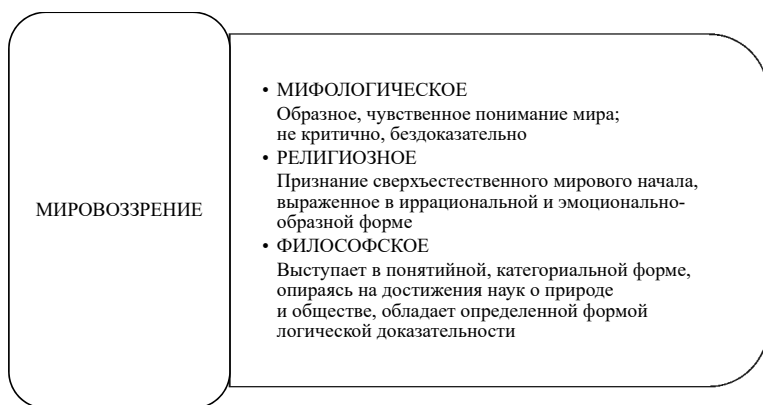 МИРОВОЗЗРЕНИЕ
• МИФОЛОГИЧЕСКОЕ
Образное, чувственное понимание мира;
не критично, бездоказательно
• РЕЛИГИОЗНОЕ
Признание сверхъестественного мирового начала,
выраженное в иррациональной и эмоционально-
образной форме
• ФИЛОСОФСКОЕ
Выступает в понятийной, категориальной форме,
опираясь на достижения наук о природе
и обществе, обладает определенной формой
логической доказательности